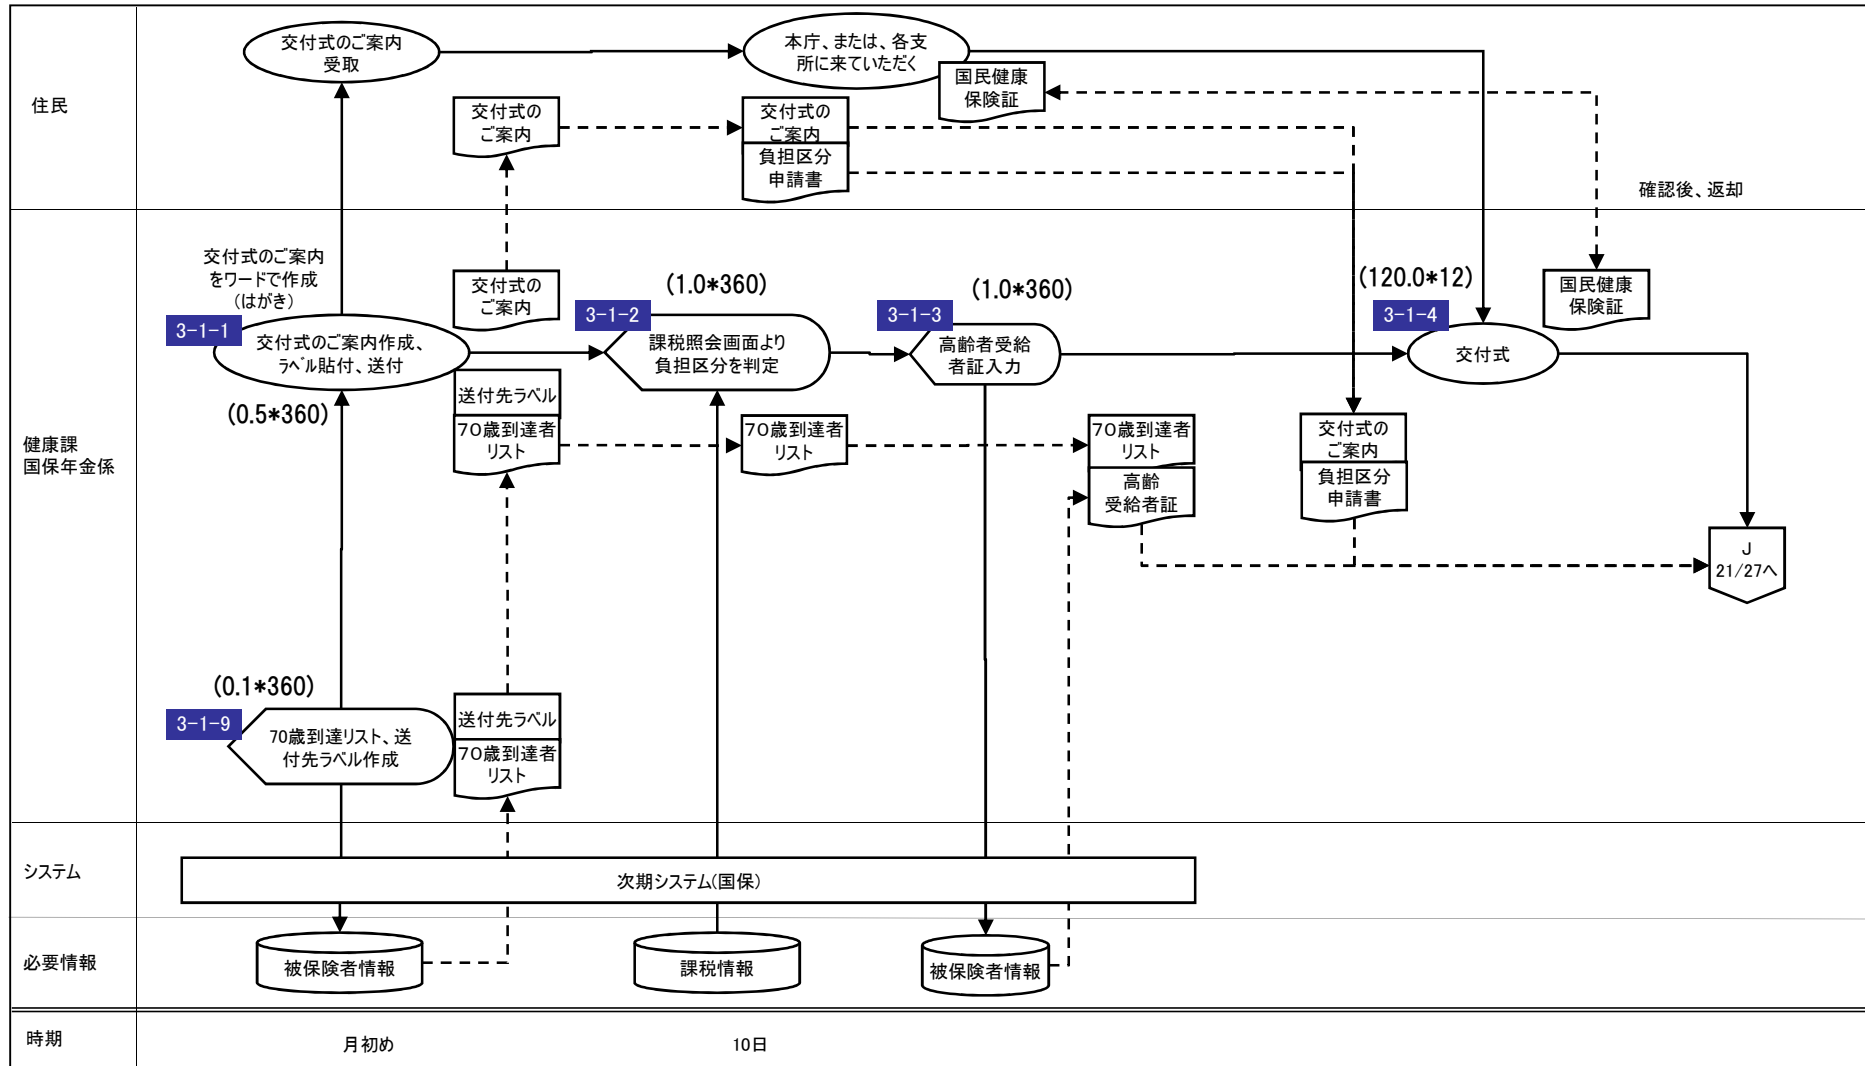 住民
交付式のご案内
受取
本庁、または、各支
所に来ていただく
国民健康
保険証
交付式の
ご案内
交付式の
ご案内
負担区分
申請書
確認後、返却
健康課
国保年金係
交付式のご案内
をワードで作成
(はがき)
交付式の
ご案内
3-1-1
交付式のご案内作成、
ラベル貼付、送付
(0.5*360)
(1.0*360)
3-1-2
課税照会画面より
負担区分を判定
(1.0*360)
3-1-3
高齢者受給
者証入力
(120.0*12)
3-1-4
交付式
国民健康
保険証
送付先ラベル
70歳到達者
リスト
70歳到達者
リスト
70歳到達者
リスト
高齢
受給者証
交付式の
ご案内
負担区分
申請書
J
21/27へ
(0.1*360)
3-1-9
70歳到達リスト、送
付先ラベル作成
送付先ラベル
70歳到達者
リスト
システム
次期システム(国保)
必要情報
被保険者情報
課税情報
被保険者情報
時期
月初め
10日